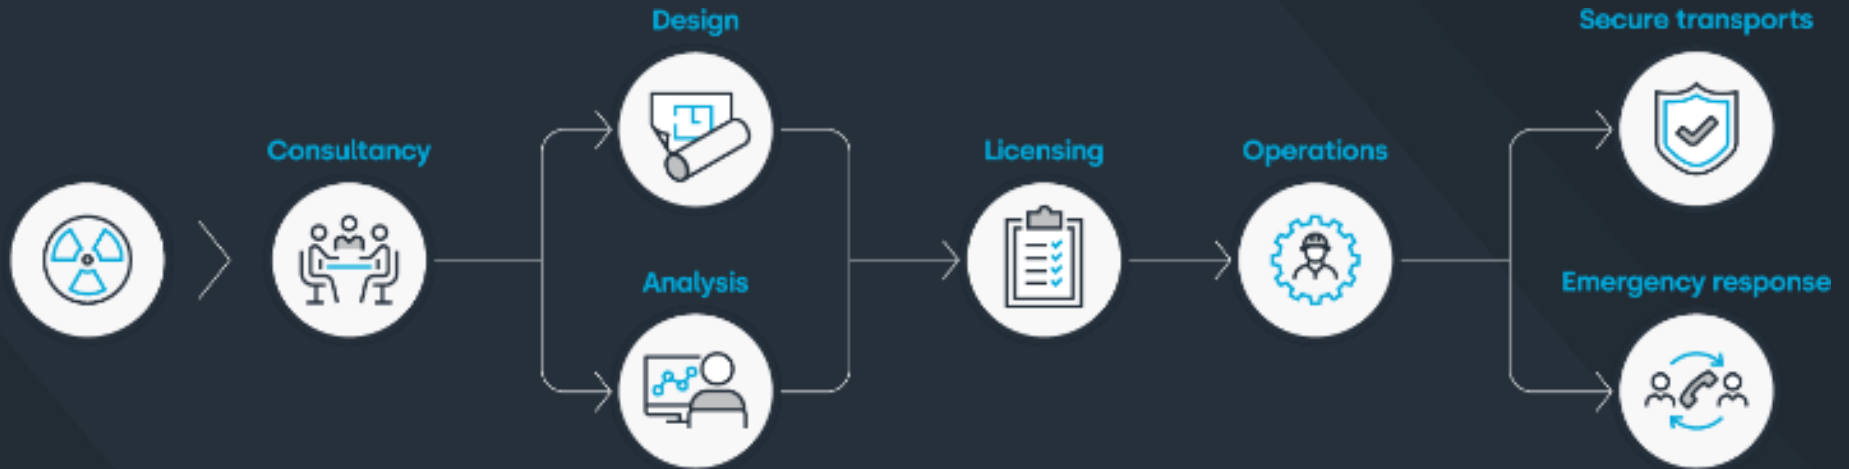 Design
Secure transports
Consultancy
Licensing
Operations
Analysis
Emergency response